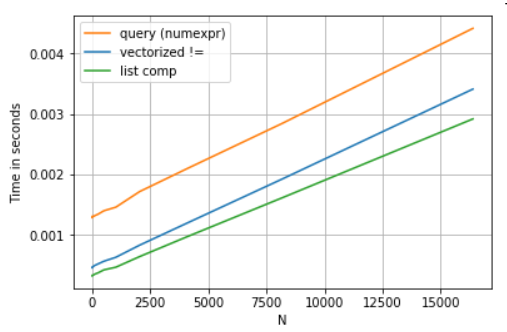 query (numexpr)
vectorized !=
list comp
Time in seconds
0.004
0.003
0.002
0.001
0 2500 5000 7500 10000 12500 15000
N